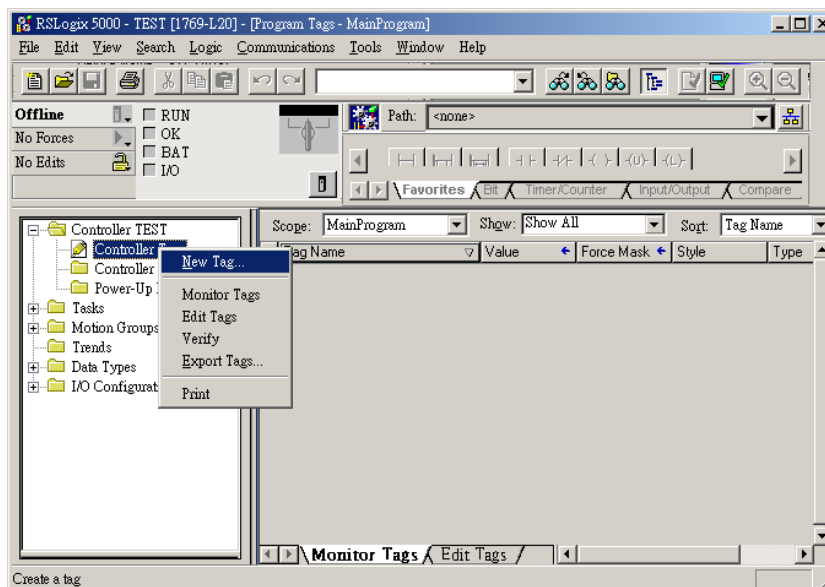 RSLogix 5000 - TEST [1769-L20] - [Program Tags - MainProgram]
File Edit View Search Logic Communications Tools Window Help
Offline RUN Path: <none>
No Forces OK
No Edits BAT
I/O
Favorites Bit Timer/Counter Input/Output Compare
Scope: MainProgram Show: Show All Sort: Tag Name
Tag Name Value Force Mask Style Type
Controller TEST
Controller
Controller
Power-Up
Tasks
Motion Groups
Trends
Data Types
I/O Configurat
New Tag...
Monitor Tags
Edit Tags
Verify
Export Tags...
Print
Monitor Tags Edit Tags
Create a tag